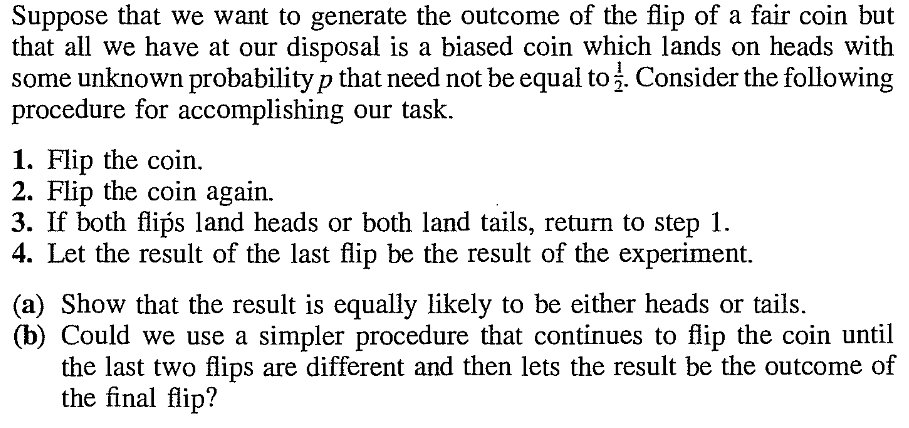 Suppose that we want to generate the outcome of the flip of a fair coin but
that all we have at our disposal is a biased coin which lands on heads with
some unknown probability p that need not be equal to ½. Consider the following
procedure for accomplishing our task.
1. Flip the coin.
2. Flip the coin again.
3. If both flips land heads or both land tails, return to step 1.
4. Let the result of the last flip be the result of the experiment.
(a) Show that the result is equally likely to be either heads or tails.
(b) Could we use a simpler procedure that continues to flip the coin until
the last two flips are different and then lets the result be the outcome of
the final flip?